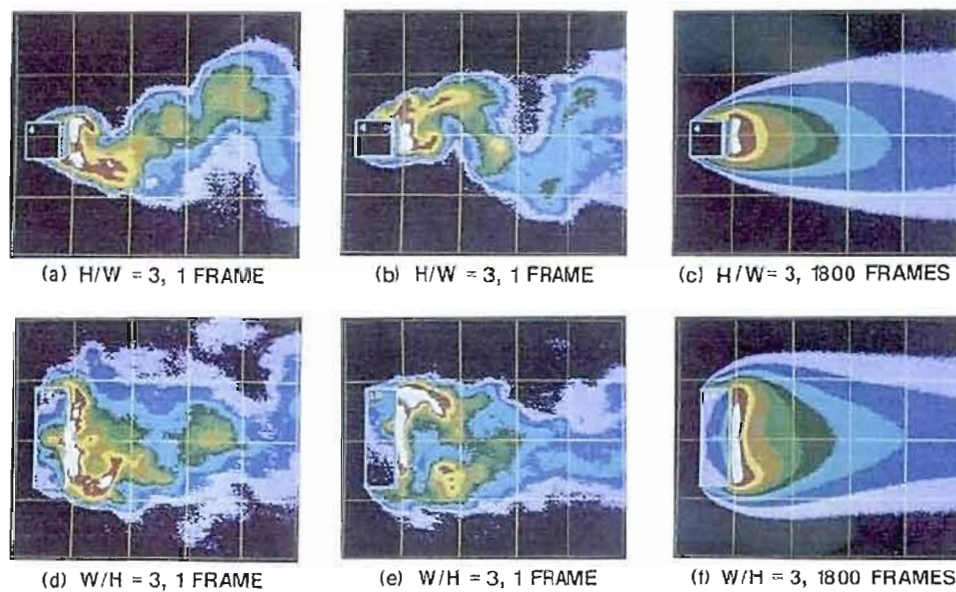 (a) H/W = 3, 1 FRAME
(b) H/W = 3, 1 FRAME
(c) H/W = 3, 1800 FRAMES
(d) W/H = 3, 1 FRAME
(e) W/H = 3, 1 FRAME
(f) W/H = 3, 1800 FRAMES